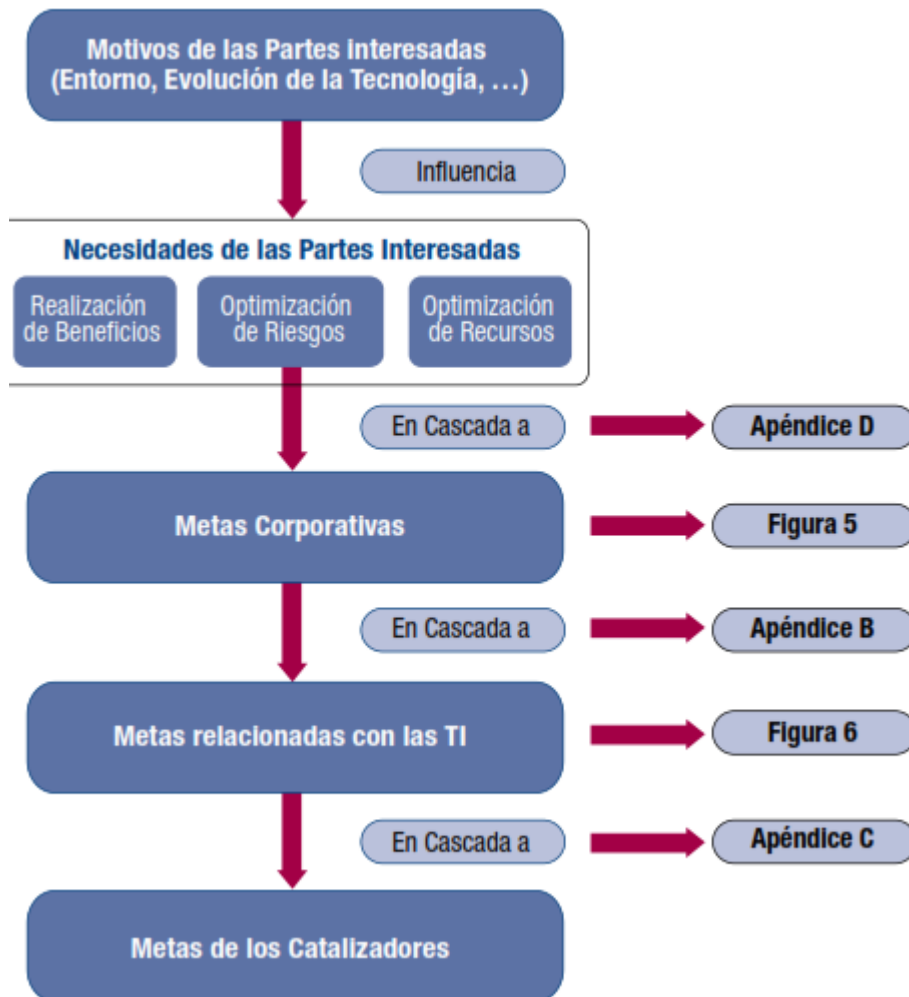 Motivos de las Partes interesadas
(Entorno, Evolución de la Tecnología, …)
Influencia
Necesidades de las Partes Interesadas
Realización
de Beneficios
Optimización
de Riesgos
Optimización
de Recursos
En Cascada a
Apéndice D
Metas Corporativas
Figura 5
En Cascada a
Apéndice B
Metas relacionadas con las TI
Figura 6
En Cascada a
Apéndice C
Metas de los Catalizadores